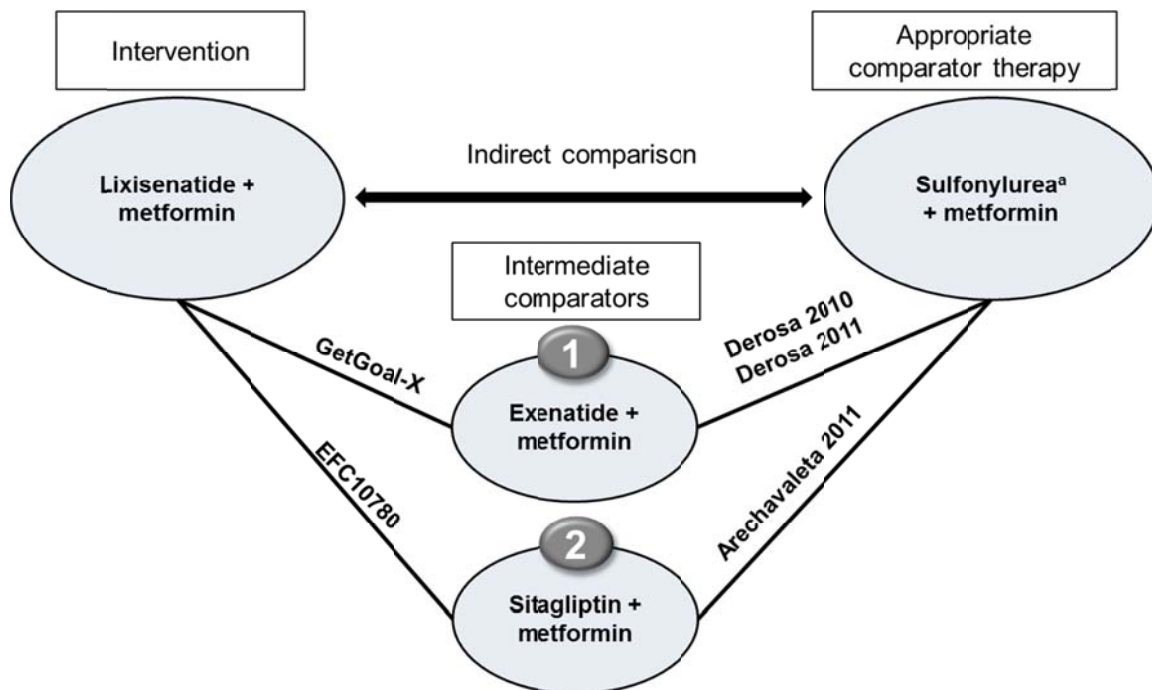 Intervention
Appropriate
comparator therapy
Lixisenatide +
metformin
Indirect comparison
Sulfonylureaᵃ
+ metformin
Intermediate
comparators
GetGoal-X
Derosa 2010
Derosa 2011
1
Exenatide +
metformin
EFC10780
Arechavaleta 2011
2
Sitagliptin +
metformin